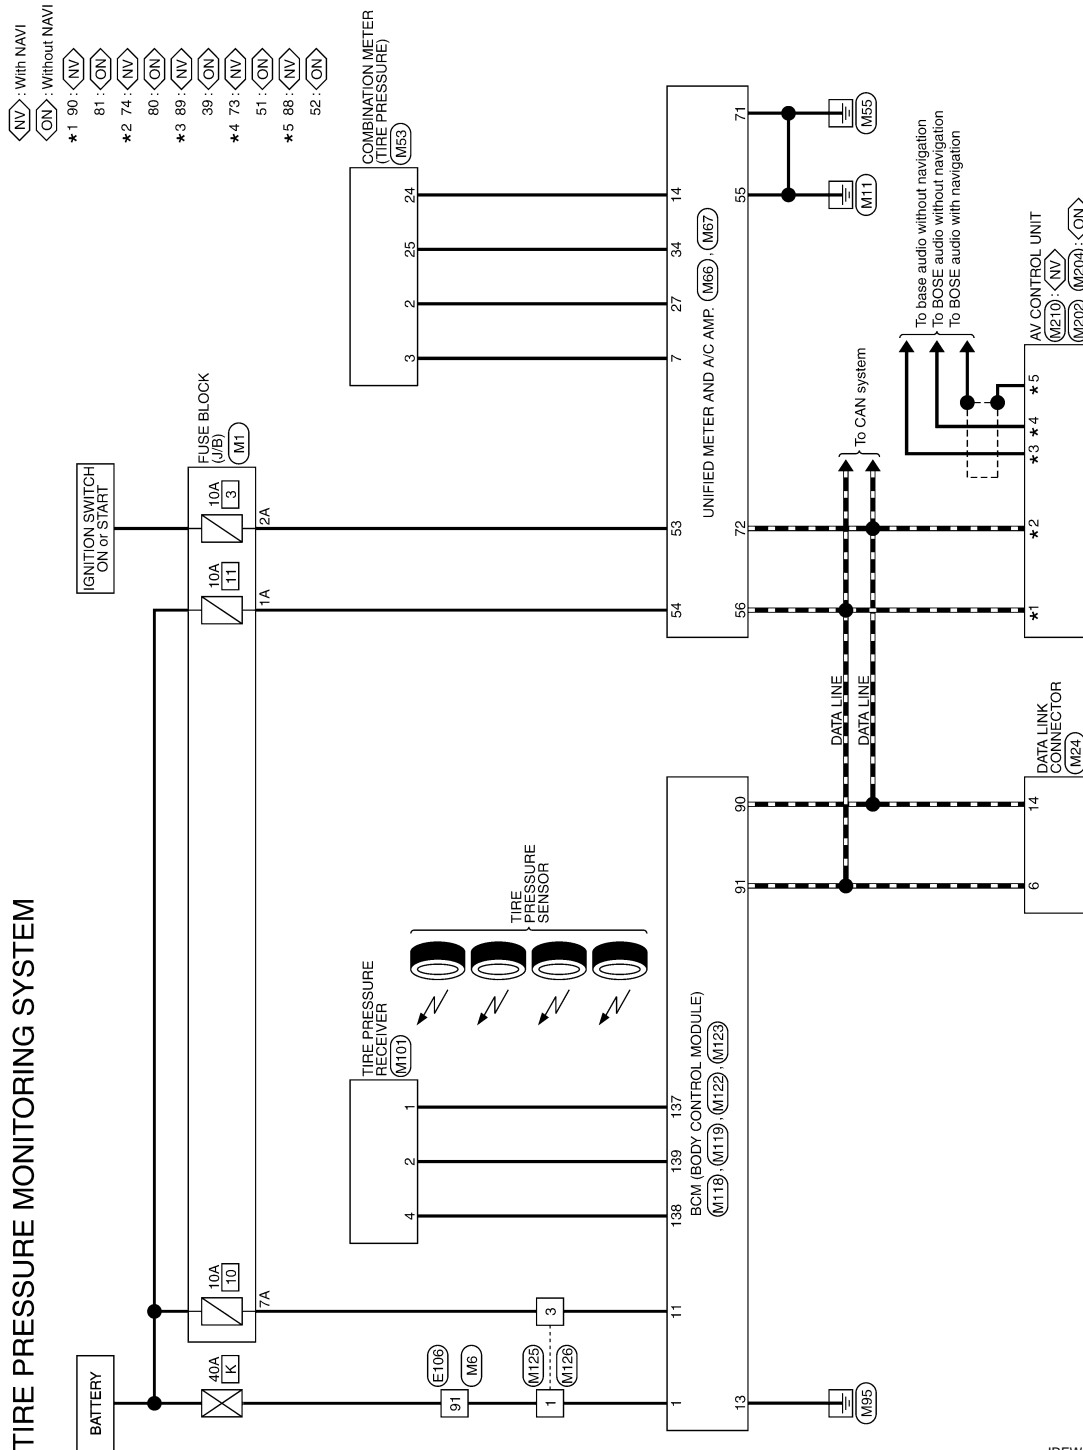 TIRE PRESSURE MONITORING SYSTEM
NV : With NAVI
ON : Without NAVI
*1 90 : NV
81 : ON
*2 74 : NV
80 : ON
*3 89 : NV
39 : ON
*4 73 : NV
51 : ON
*5 88 : NV
52 : ON
BATTERY
IGNITION SWITCH
ON or START
40A
K
10A
10
7A
10A
11
1A
10A
3
2A
FUSE BLOCK
(J/B)
M1
91
E106
M6
1
3
M125
M126
TIRE PRESSURE
RECEIVER
M101
4
2
1
TIRE
PRESSURE
SENSOR
COMBINATION METER
(TIRE PRESSURE)
M53
3
2
25
24
1
11
138
139
137
BCM (BODY CONTROL MODULE)
M118 , M119 , M122 , M123
13
91
90
M95
54
53
7
27
34
14
UNIFIED METER AND A/C AMP. M66 , M67
56
72
55
71
M11
M55
DATA LINE
DATA LINE
To CAN system
To base audio without navigation
To BOSE audio without navigation
To BOSE audio with navigation
6
14
DATA LINK
CONNECTOR
M24
*1
*2
*3
*4
*5
AV CONTROL UNIT
M210 : NV
M202 M204 : ON